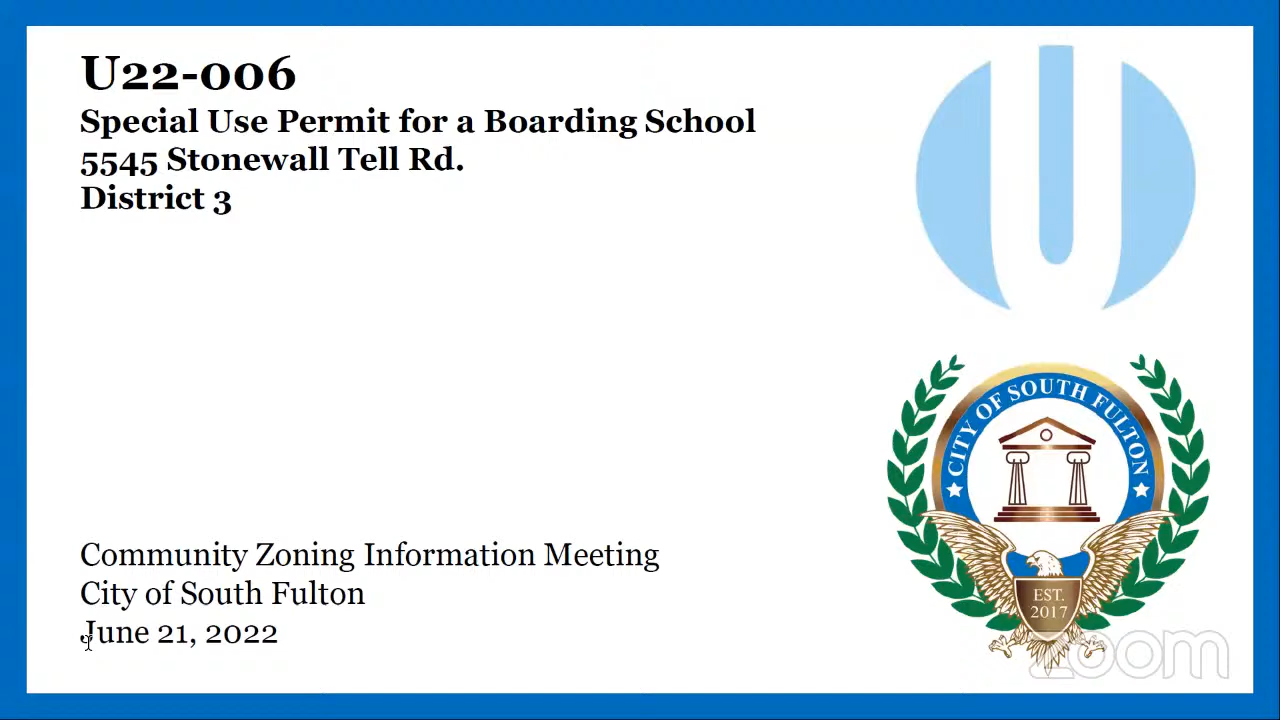 U22-006
Special Use Permit for a Boarding School
5545 Stonewall Tell Rd.
District 3
CITY OF SOUTH FULTON
EST.
2017
Community Zoning Information Meeting
City of South Fulton
June 21, 2022
zoom